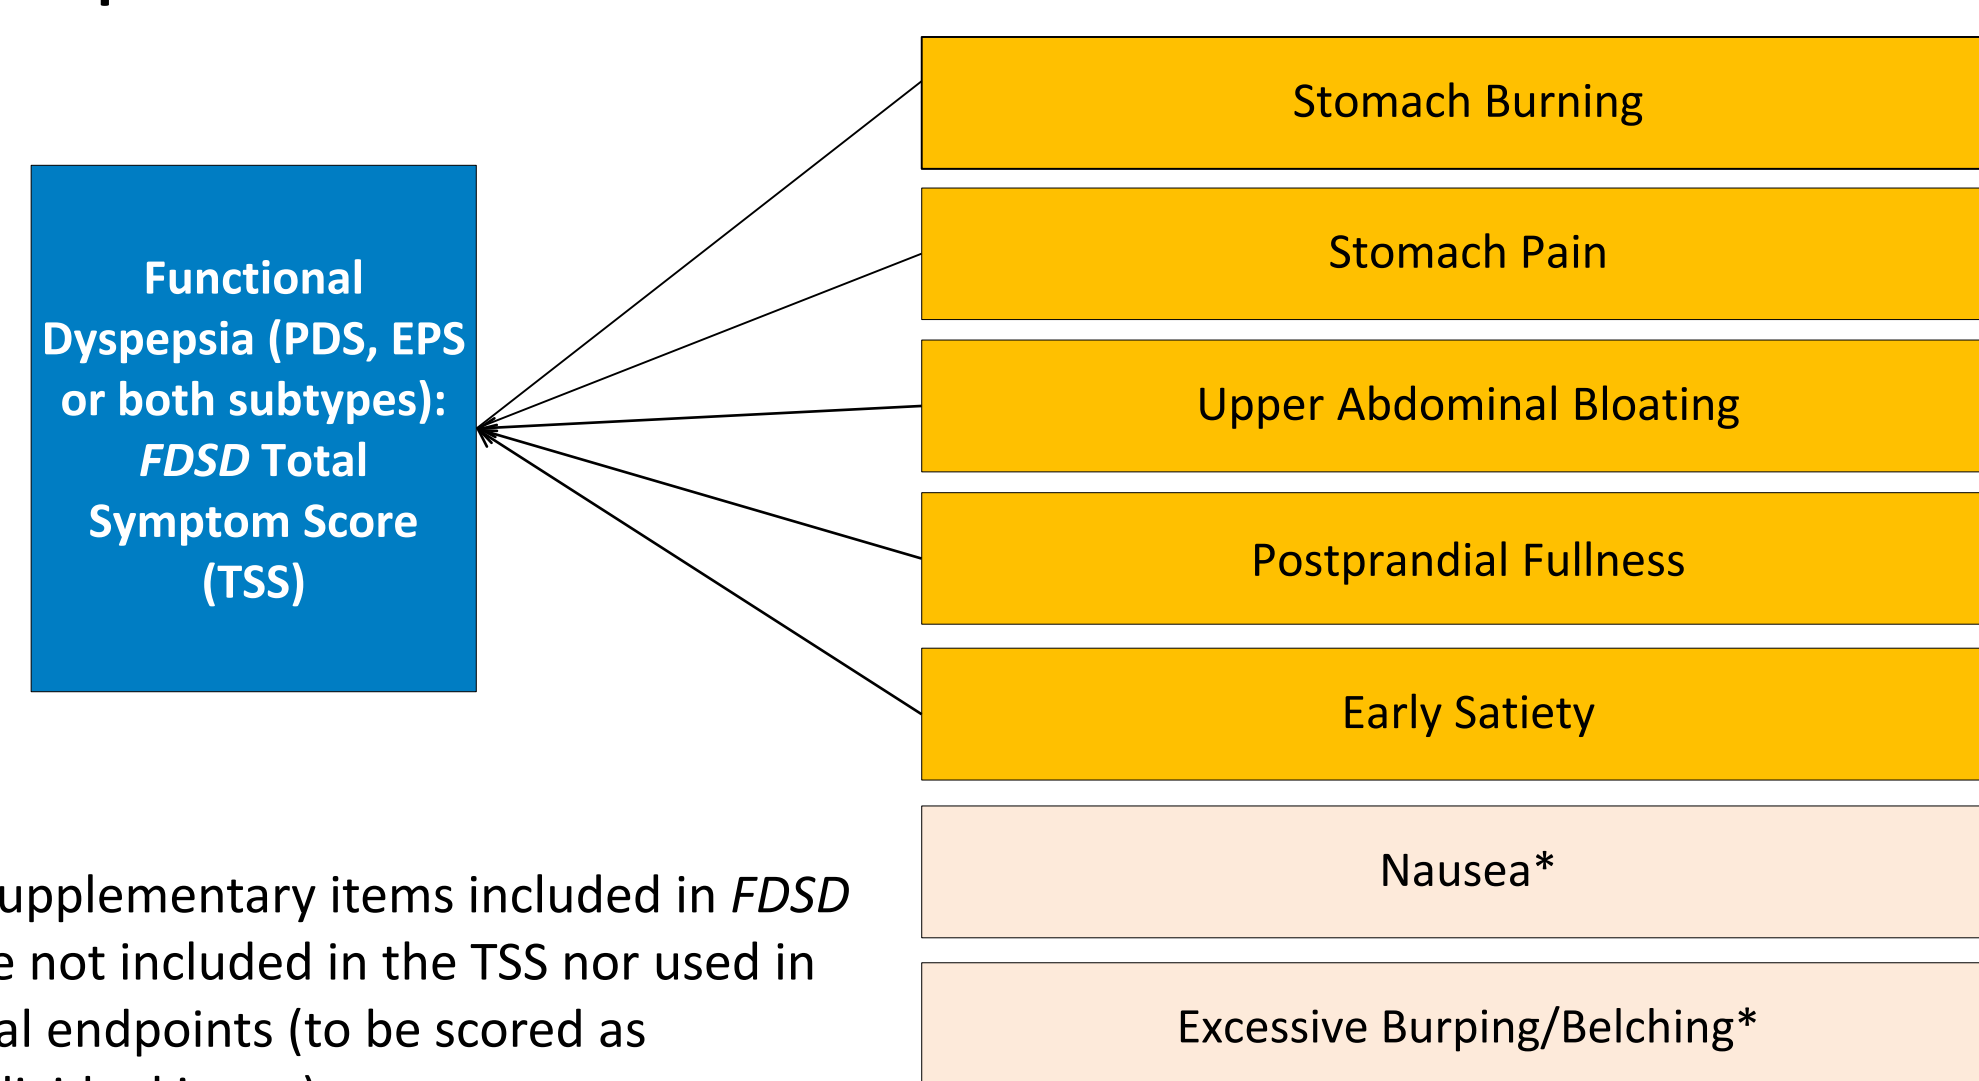 Stomach Burning
Stomach Pain
Functional
Dyspepsia (PDS, EPS
or both subtypes):
FDSD Total
Symptom Score
(TSS)
Upper Abdominal Bloating
Postprandial Fullness
Early Satiety
Nausea*
Excessive Burping/Belching*
upplementary items included in FDSD
e not included in the TSS nor used in
al endpoints (to be scored as